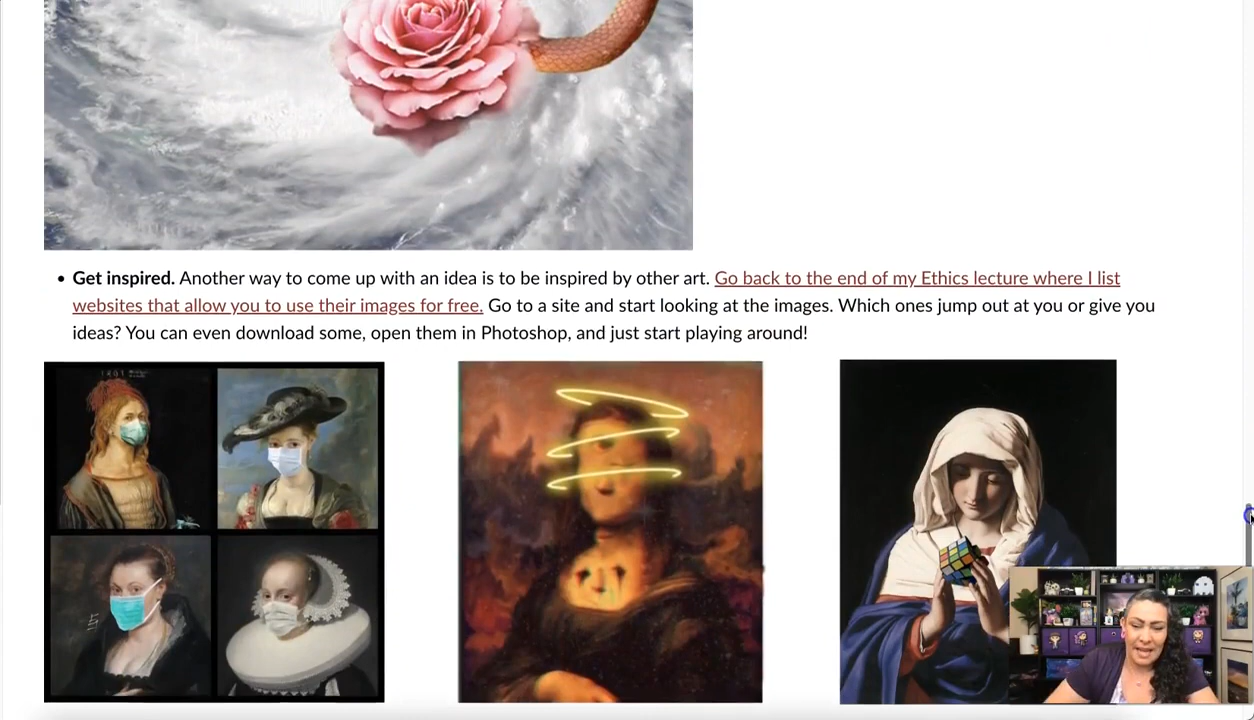 • Get inspired. Another way to come up with an idea is to be inspired by other art. Go back to the end of my Ethics lecture where I list
websites that allow you to use their images for free. Go to a site and start looking at the images. Which ones jump out at you or give you
ideas? You can even download some, open them in Photoshop, and just start playing around!